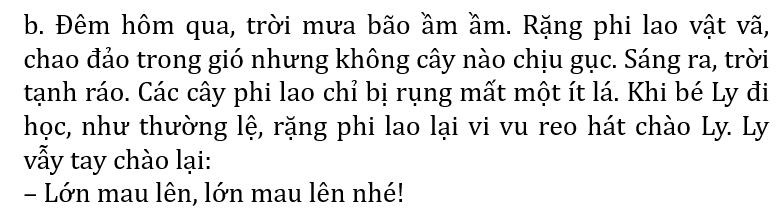 b. Đêm hôm qua, trời mưa bão ầm ầm. Rặng phi lao vật vã,
chao đảo trong gió nhưng không cây nào chịu gục. Sáng ra, trời
tạnh ráo. Các cây phi lao chỉ bị rụng mất một ít lá. Khi bé Ly đi
học, như thường lệ, rặng phi lao lại vi vu reo hát chào Ly. Ly
vẫy tay chào lại:
– Lớn mau lên, lớn mau lên nhé!